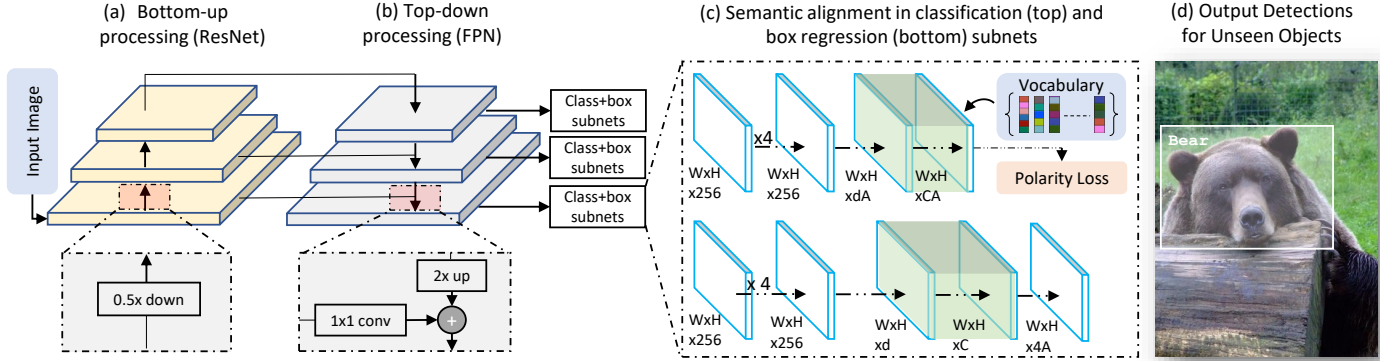 (a) Bottom-up
processing (ResNet)
(b) Top-down
processing (FPN)
(c) Semantic alignment in classification (top) and
box regression (bottom) subnets
(d) Output Detections
for Unseen Objects
Input Image
Class+box
subnets
Class+box
subnets
Class+box
subnets
0.5x down
2x up
1x1 conv
+
x4
WxH
x256
WxH
x256
WxH
xdA
WxH
xCA
Vocabulary
Polarity Loss
x 4
WxH
x256
WxH
x256
WxH
xd
WxH
xC
WxH
x4A
Bear